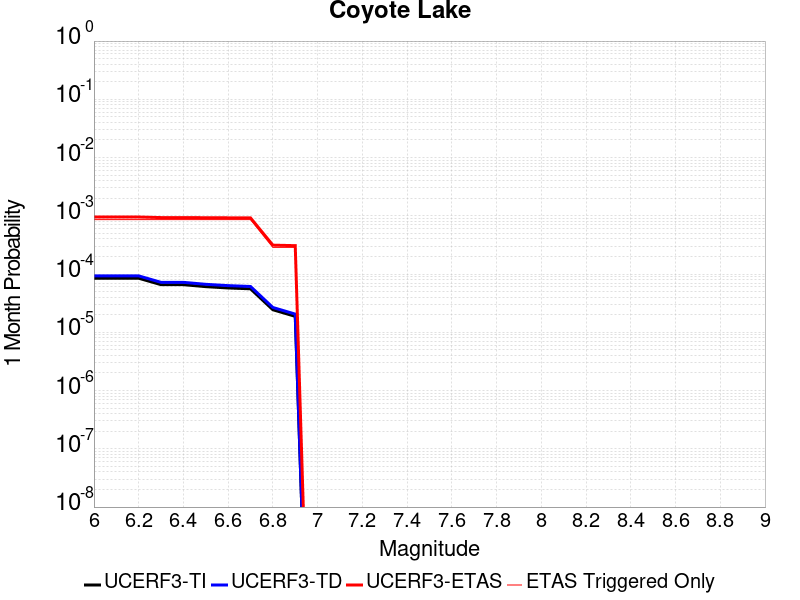 Coyote Lake
10 0
10 -1
10 -2
10 -3
10 -4
10 -5
10 -6
10 -7
10 -8
1 Month Probability
6 6.2 6.4 6.6 6.8 7 7.2 7.4 7.6 7.8 8 8.2 8.4 8.6 8.8 9
Magnitude
UCERF3-TI UCERF3-TD UCERF3-ETAS ETAS Triggered Only